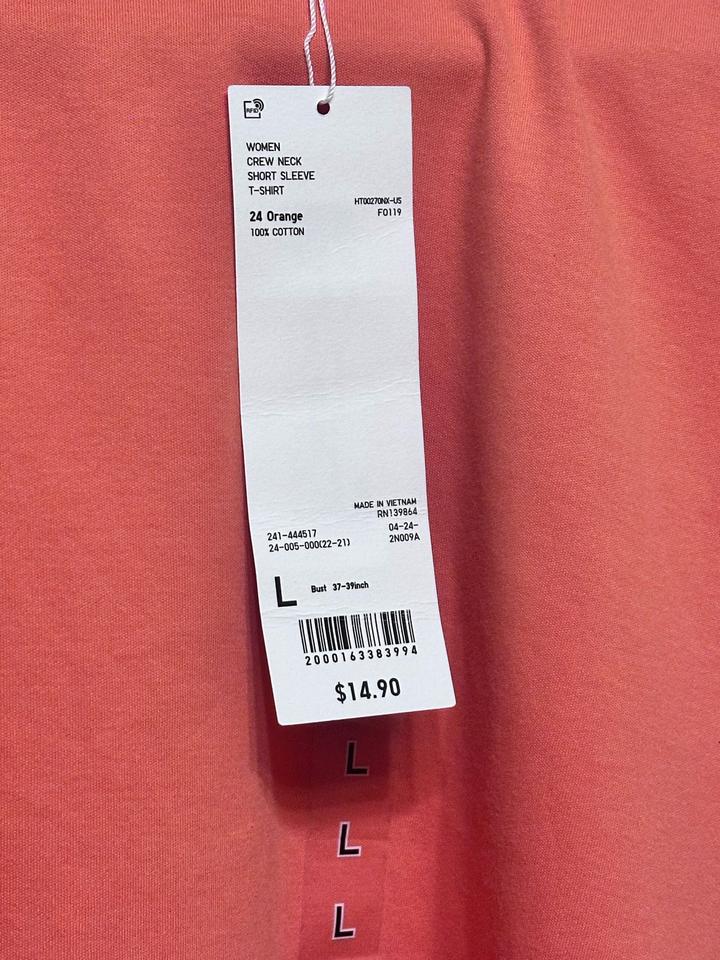 RFID
WOMEN
CREW NECK
SHORT SLEEVE
T-SHIRT
HT00270NX-US
24 Orange
F0119
100% COTTON
MADE IN VIETNAM
RN139864
241-444517
04-24-
24-005-000(22-21)
2N009A
L Bust 37-39inch
2000163383994
$14.90
L
L
L